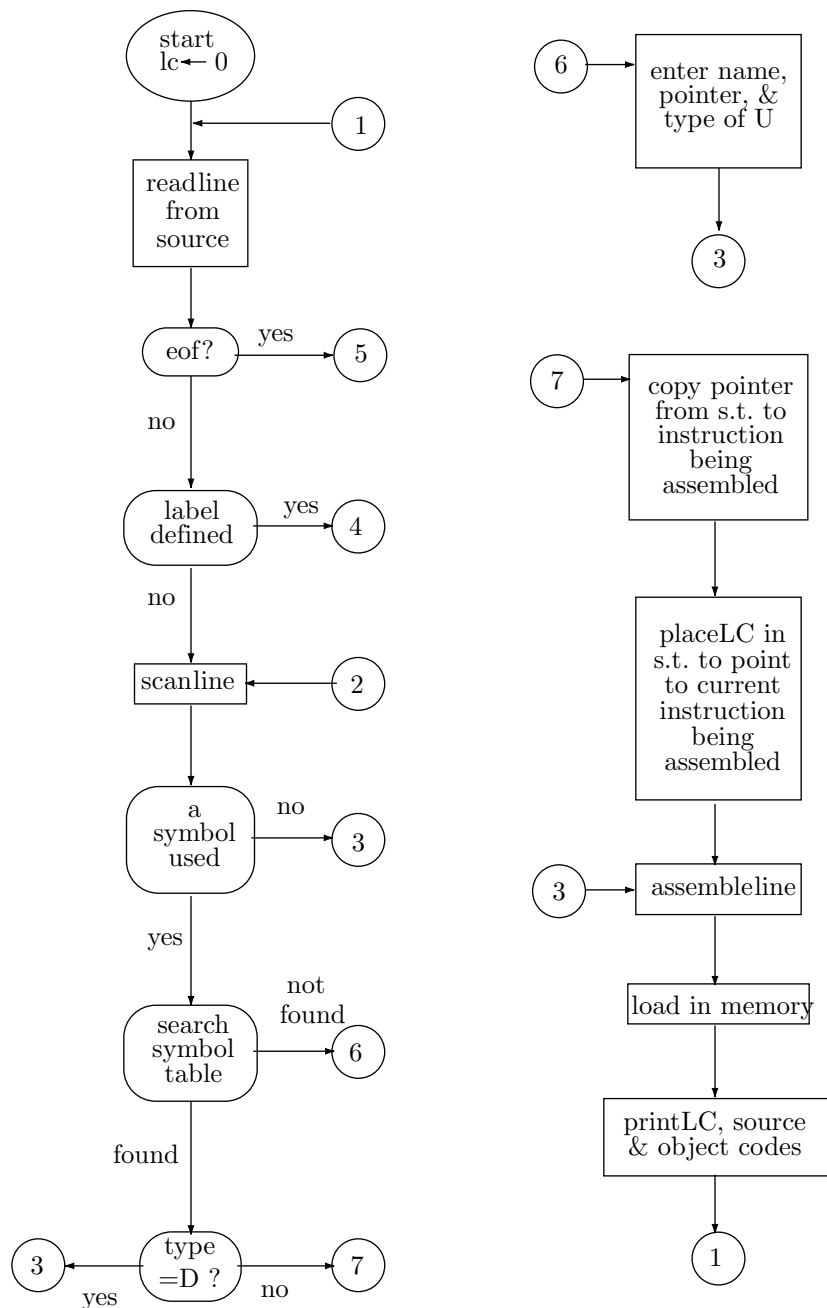 start
lc← 0
1
readline
from
source
eof?
yes
5
no
label
defined
yes
4
no
scanline
2
a
symbol
used
no
3
yes
search
symbol
table
not
found
6
found
type
=D ?
3
yes
no
7
6
enter name,
pointer, &
type of U
3
7
copy pointer
from s.t. to
instruction
being
assembled
placeLC in
s.t. to point
to current
instruction
being
assembled
3
assembleline
load in memory
printLC, source
& object codes
1